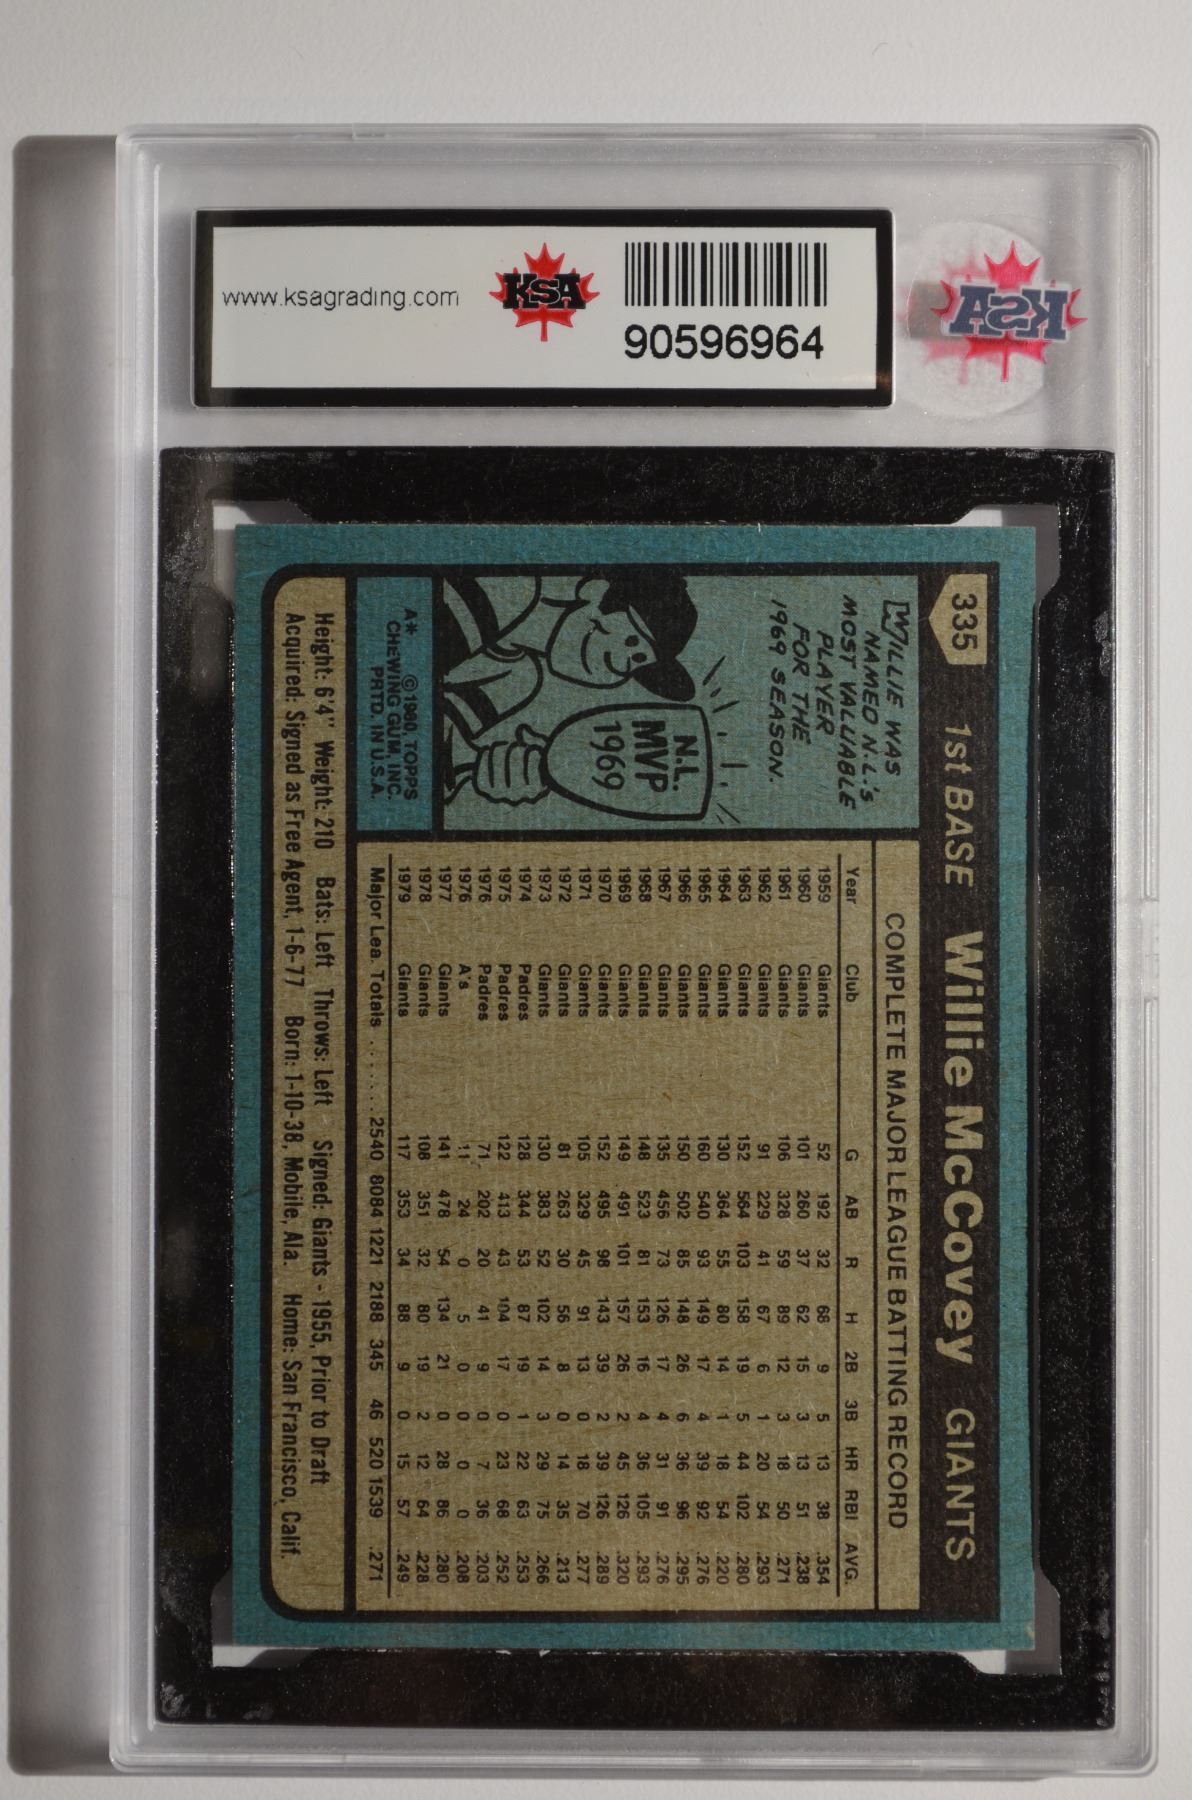 www.ksagrading.com
KSA
90596964
KSA
335 1st BASE Willie McCovey GIANTS
WILLIE WAS
NAMED N.L.'s
MOST VALUABLE
PLAYER
FOR THE
1969 SEASON.
N.L.
MVP
1969
A* © 1980, TOPPS
CHEWING GUM, INC.
PRTD. IN U.S.A.
COMPLETE MAJOR LEAGUE BATTING RECORD
Year Club G AB R H 2B 3B HR RBI AVG.
1959 Giants 52 192 32 68 9 5 13 38 .354
1960 Giants 101 260 37 62 15 3 13 51 .238
1961 Giants 106 328 59 89 12 3 18 50 .271
1962 Giants 91 229 41 67 6 1 20 54 .293
1963 Giants 152 564 103 158 19 5 44 102 .280
1964 Giants 130 364 55 80 14 1 18 54 .220
1965 Giants 160 540 93 149 17 4 39 92 .276
1966 Giants 150 502 85 148 26 6 36 96 .295
1967 Giants 135 456 73 126 17 4 31 91 .276
1968 Giants 148 523 81 153 16 4 36 105 .293
1969 Giants 149 491 101 157 26 2 45 126 .320
1970 Giants 152 495 98 143 39 2 39 126 .289
1971 Giants 105 329 45 91 13 0 18 70 .277
1972 Giants 81 263 30 56 8 0 14 35 .213
1973 Giants 130 383 52 102 14 3 29 75 .266
1974 Padres 128 344 53 87 19 1 22 63 .253
1975 Padres 122 413 43 104 17 0 23 68 .252
1976 Padres 71 202 20 41 9 0 7 36 .203
1976 A's 11 24 0 5 0 0 0 0 .208
1977 Giants 141 478 54 134 21 0 28 86 .280
1978 Giants 108 351 32 80 19 2 12 64 .228
1979 Giants 117 353 34 88 9 0 15 57 .249
Major Lea. Totals ....... 2540 8084 1221 2188 345 46 520 1539 .271
Height: 6'4" Weight: 210 Bats: Left Throws: Left Signed: Giants - 1955, Prior to Draft
Acquired: Signed as Free Agent, 1-6-77 Born: 1-10-38, Mobile, Ala. Home: San Francisco, Calif.